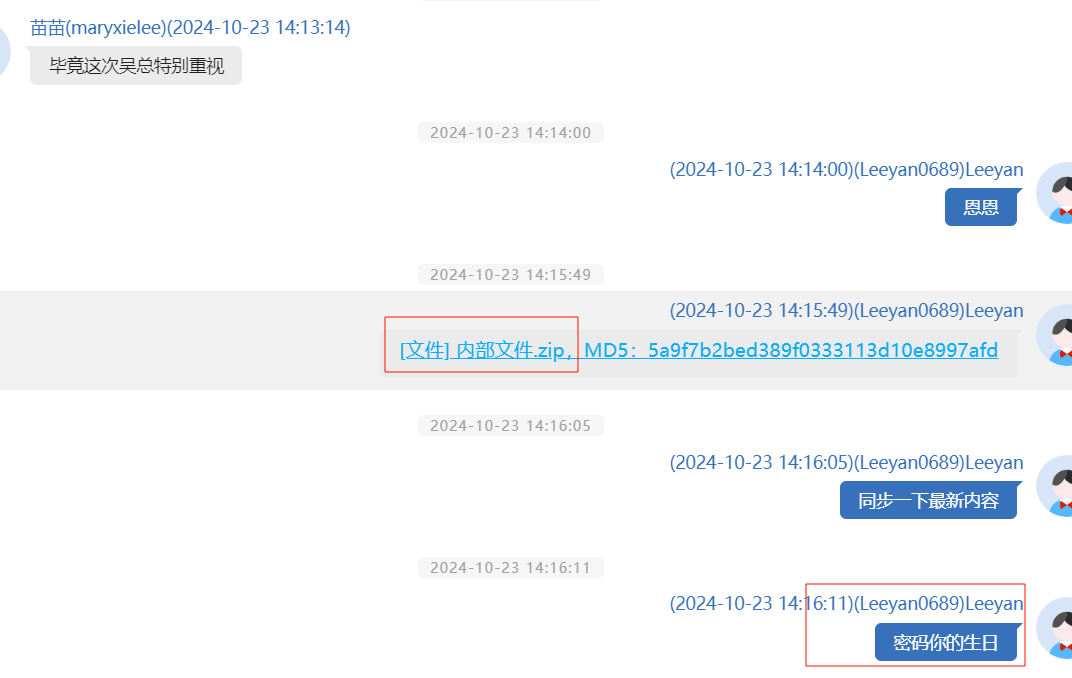 苗苗(maryxielee)(2024-10-23 14:13:14)
毕竟这次吴总特别重视
2024-10-23 14:14:00
(2024-10-23 14:14:00)(Leeyan0689)Leeyan
恩恩
2024-10-23 14:15:49
(2024-10-23 14:15:49)(Leeyan0689)Leeyan
[文件] 内部文件.zip，MD5：5a9f7b2bed389f0333113d10e8997afd
2024-10-23 14:16:05
(2024-10-23 14:16:05)(Leeyan0689)Leeyan
同步一下最新内容
2024-10-23 14:16:11
(2024-10-23 14:16:11)(Leeyan0689)Leeyan
密码你的生日